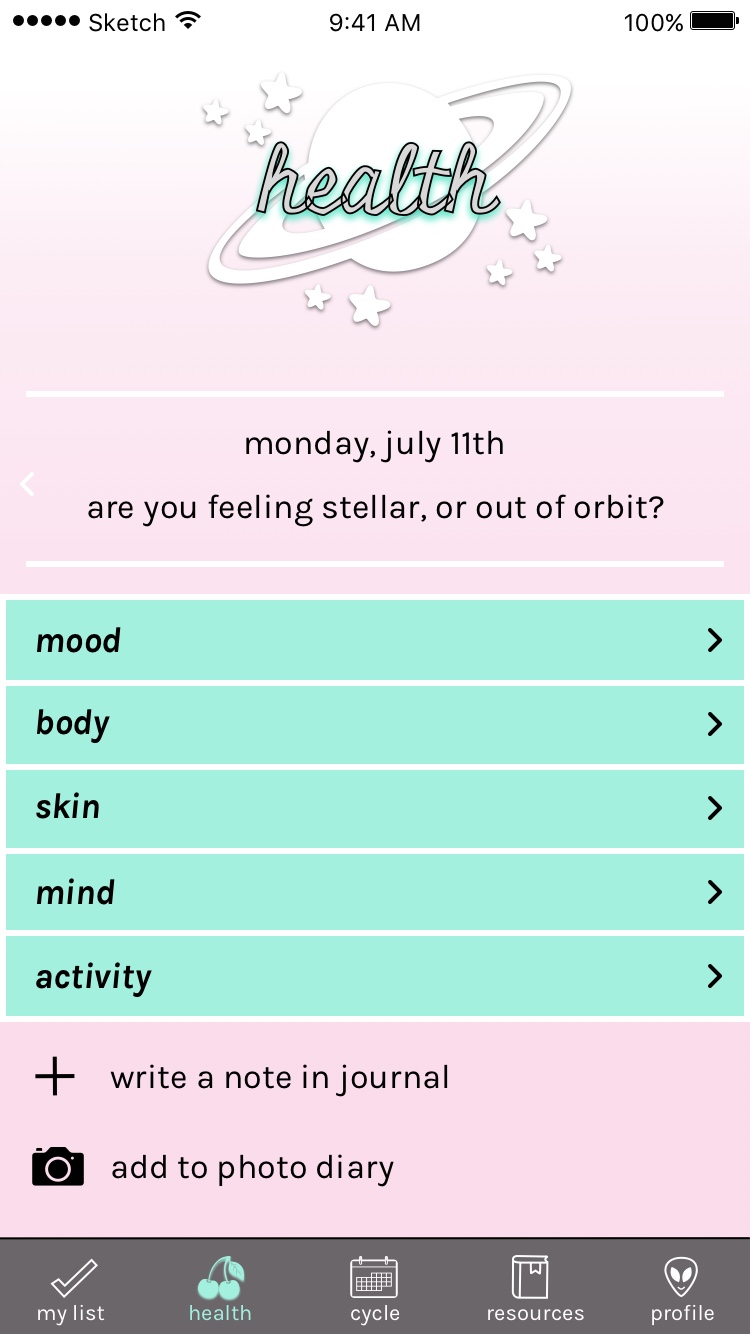 Sketch 9:41 AM 100%
health
monday, july 11th
are you feeling stellar, or out of orbit?
mood
body
skin
mind
activity
write a note in journal
add to photo diary
my list health cycle resources profile